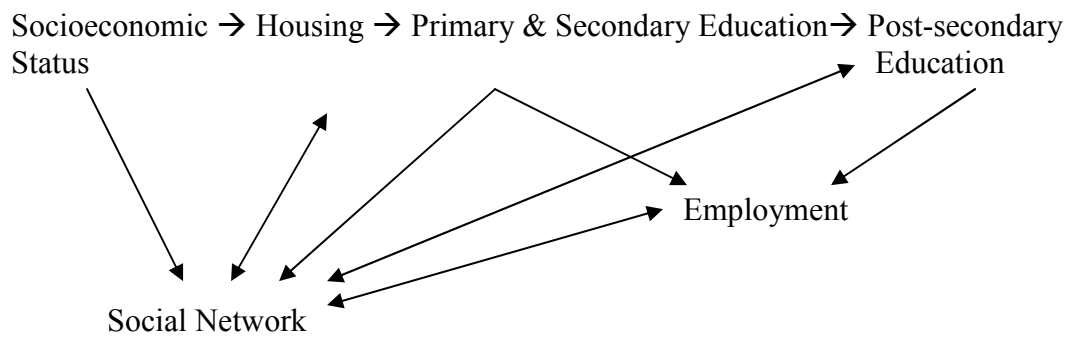 Socioeconomic → Housing → Primary & Secondary Education→ Post-secondary
Status Education
Employment
Social Network